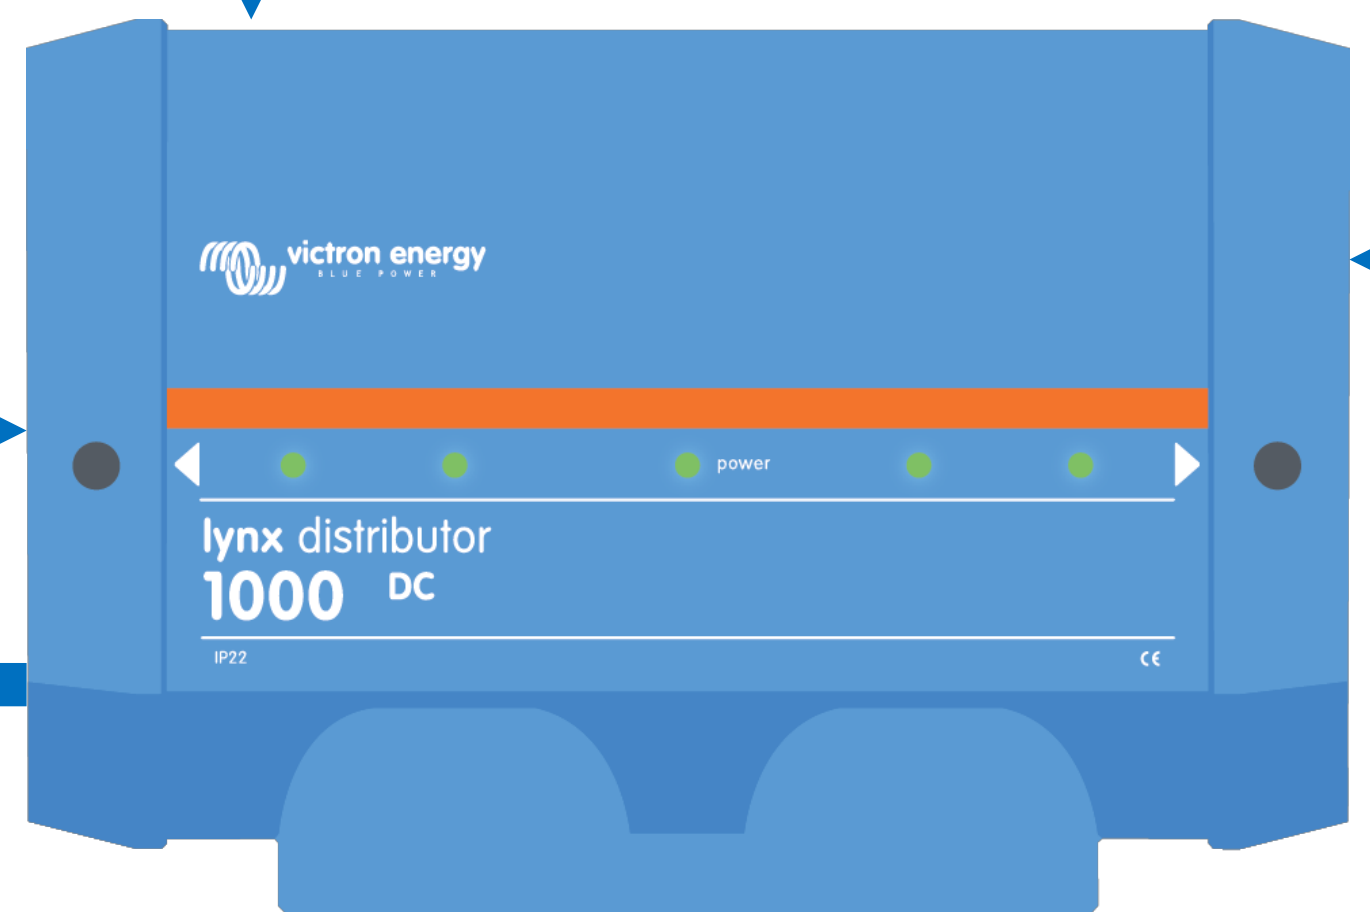 victron energy
BLUE POWER
power
lynx distributor
1000 DC
IP22 CE